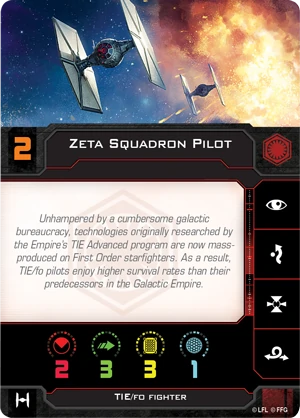 2 Zeta Squadron Pilot
Unhampered by a cumbersome galactic
bureaucracy, technologies originally researched by
the Empire's TIE Advanced program are now mass-
produced on First Order starfighters. As a result,
TIE/fo pilots enjoy higher survival rates than their
predecessors in the Galactic Empire.
2 3 3 1
TIE/fo Fighter
© LFL © FFG